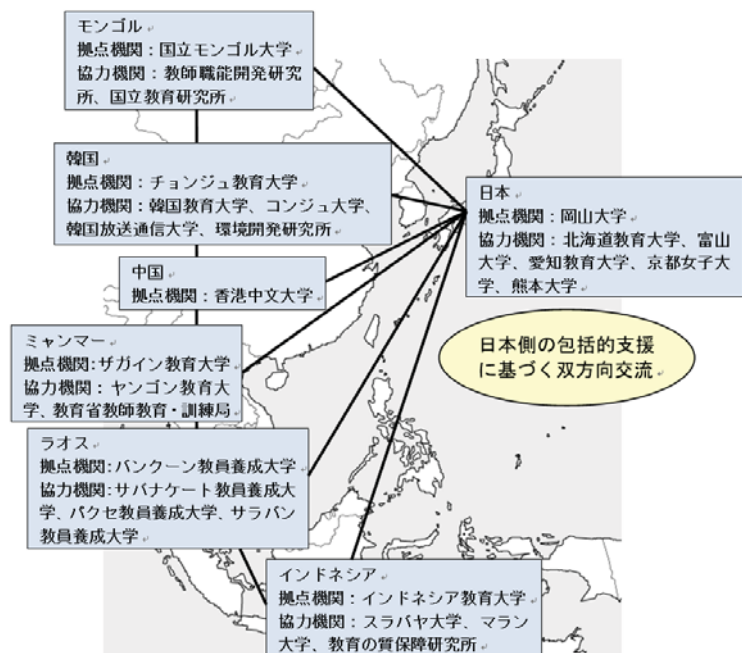 モンゴル
拠点機関：国立モンゴル大学
協力機関：教師職能開発研究
所、国立教育研究所
韓国
拠点機関：チョンジュ教育大学
協力機関：韓国教育大学、コンジュ大学、
韓国放送通信大学、環境開発研究所
日本
拠点機関：岡山大学
協力機関：北海道教育大学、富山
大学、愛知教育大学、京都女子大
学、熊本大学
中国
拠点機関：香港中文大学
日本側の包括的支援
に基づく双方向交流
ミャンマー
拠点機関:ザガイン教育大学
協力機関：ヤンゴン教育大
学、教育省教師教育・訓練局
ラオス
拠点機関:バンクーン教員養成大学
協力機関:サバナケート教員養成大
学、パクセ教員養成大学、サラバン
教員養成大学
インドネシア
拠点機関：インドネシア教育大学
協力機関：スラバヤ大学、マラン
大学、教育の質保障研究所